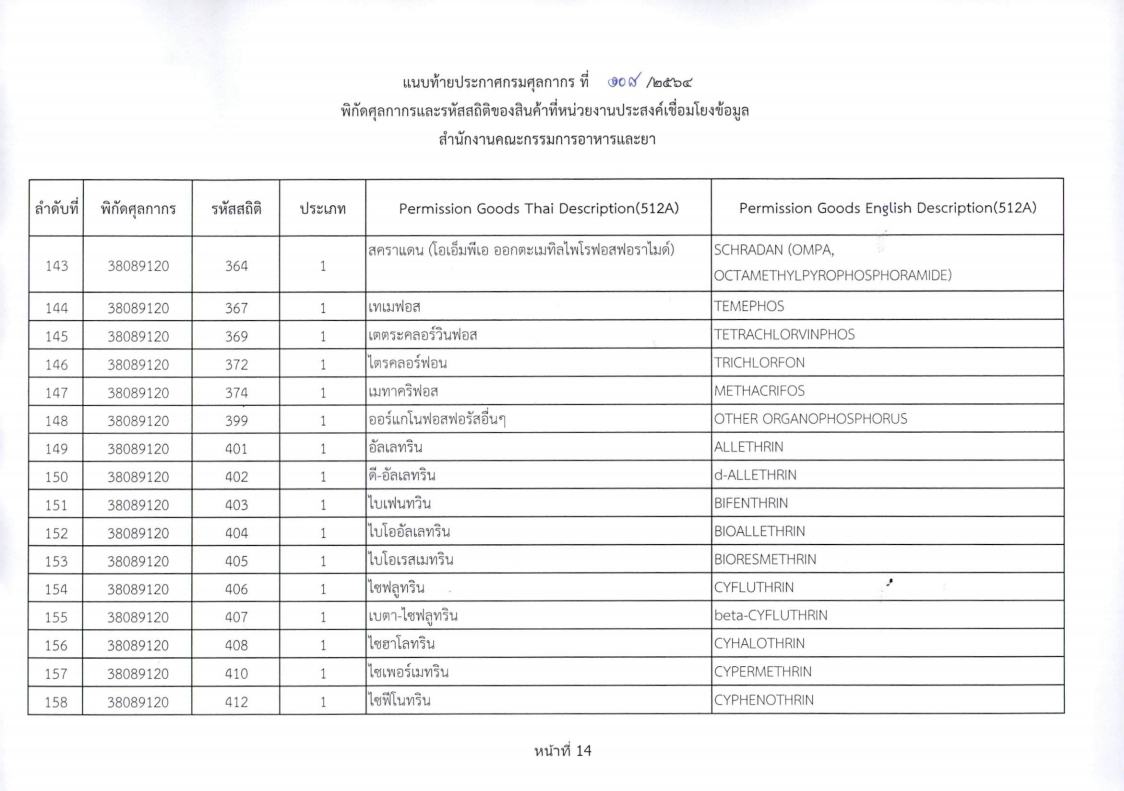 แนบท้ายประกาศกรมศุลกากร ที่ ๑๐๘ /๒๕๖๔
พิกัดศุลกากรและรหัสสถิติของสินค้าที่หน่วยงานประสงค์เชื่อมโยงข้อมูล
สำนักงานคณะกรรมการอาหารและยา
ลำดับที่ พิกัดศุลกากร รหัสสถิติ ประเภท Permission Goods Thai Description(512A) Permission Goods English Description(512A)
143 38089120 364 1 สคราแดน (โอเอ็มพีเอ ออกตะเมทิลไพโรฟอสฟอราไมด์) SCHRADAN (OMPA,
OCTAMETHYLPYROPHOSPHORAMIDE)
144 38089120 367 1 เทเมฟอส TEMEPHOS
145 38089120 369 1 เตตระคลอร์วินฟอส TETRACHLORVINPHOS
146 38089120 372 1 ไตรคลอร์ฟอน TRICHLORFON
147 38089120 374 1 เมทาคริฟอส METHACRIFOS
148 38089120 399 1 ออร์แกโนฟอสฟอรัสอื่นๆ OTHER ORGANOPHOSPHORUS
149 38089120 401 1 อัลเลทริน ALLETHRIN
150 38089120 402 1 ดี-อัลเลทริน d-ALLETHRIN
151 38089120 403 1 ไบเฟนทวิน BIFENTHRIN
152 38089120 404 1 ไบโออัลเลทริน BIOALLETHRIN
153 38089120 405 1 ไบโอเรสเมทริน BIORESMETHRIN
154 38089120 406 1 ไซฟลูทริน CYFLUTHRIN
155 38089120 407 1 เบตา-ไซฟลูทริน beta-CYFLUTHRIN
156 38089120 408 1 ไซฮาโลทริน CYHALOTHRIN
157 38089120 410 1 ไซเพอร์เมทริน CYPERMETHRIN
158 38089120 412 1 ไซฟีโนทริน CYPHENOTHRIN
หน้าที่ 14